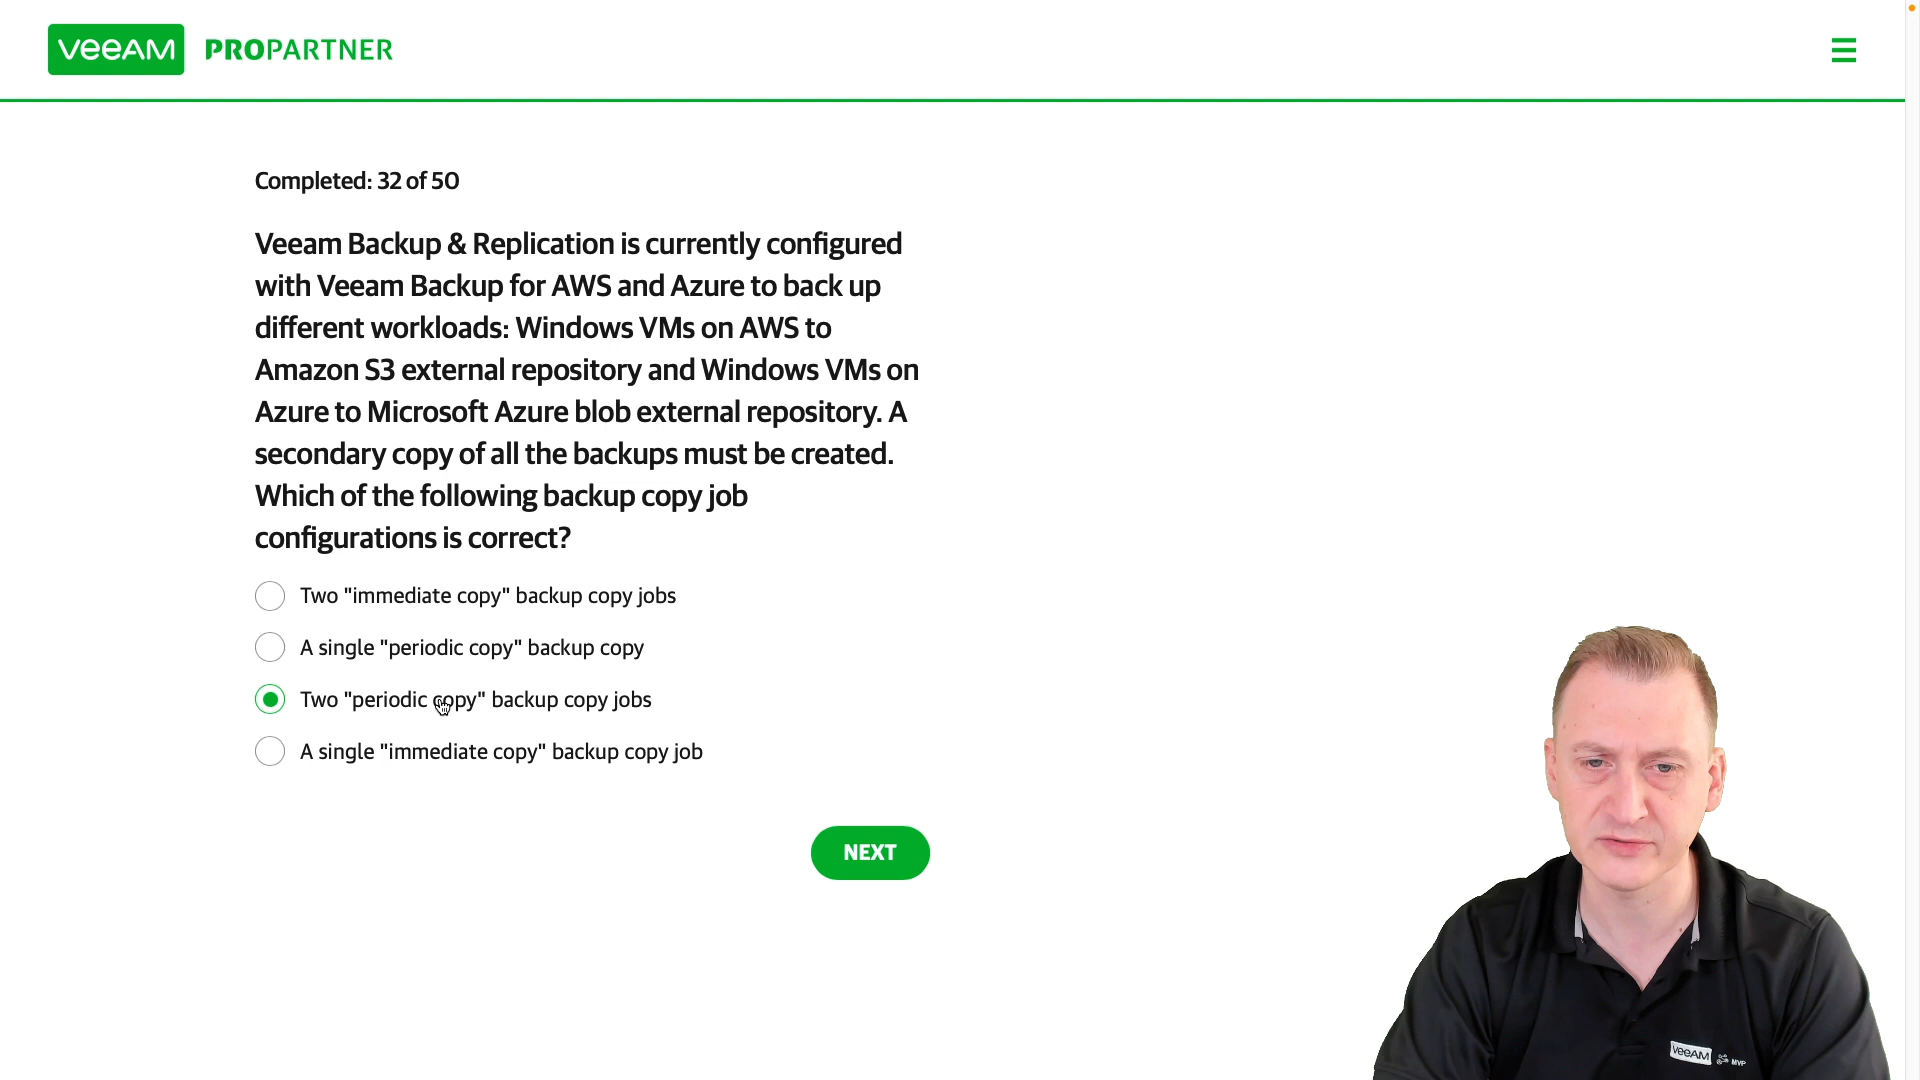 veeAM PROPARTNER
Completed: 32 of 50
Veeam Backup & Replication is currently configured
with Veeam Backup for AWS and Azure to back up
different workloads: Windows VMs on AWS to
Amazon S3 external repository and Windows VMs on
Azure to Microsoft Azure blob external repository. A
secondary copy of all the backups must be created.
Which of the following backup copy job
configurations is correct?
Two "immediate copy" backup copy jobs
A single "periodic copy" backup copy
Two "periodic copy" backup copy jobs
A single "immediate copy" backup copy job
NEXT
veeAM MVP